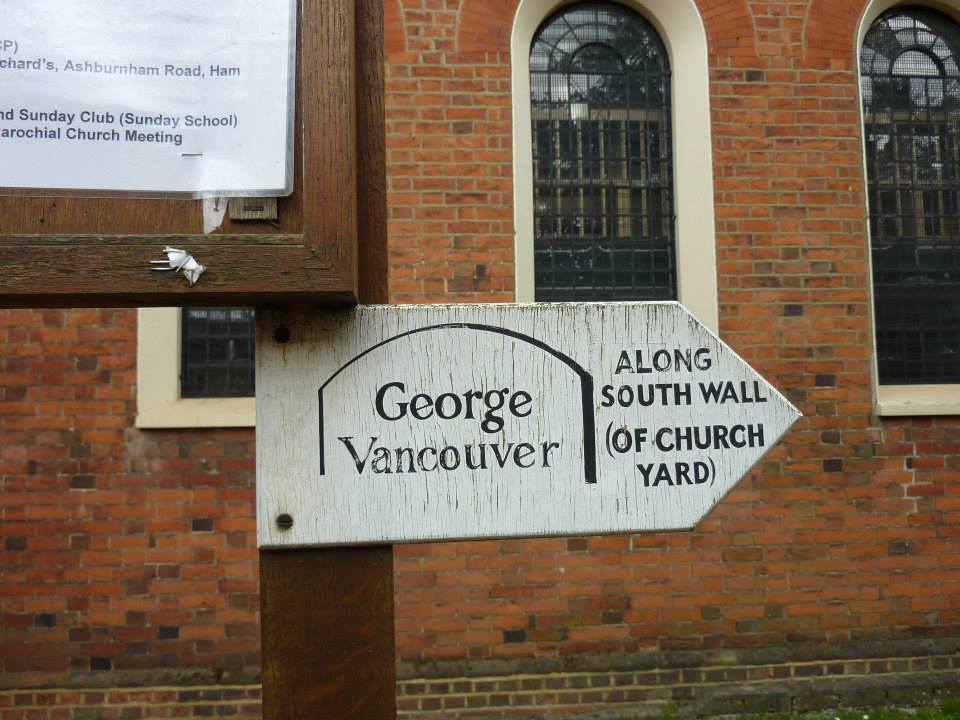 CP)
chard's, Ashburnham Road, Ham
nd Sunday Club (Sunday School)
arochial Church Meeting
George
Vancouver
ALONG
SOUTH WALL
(OF CHURCH
YARD)